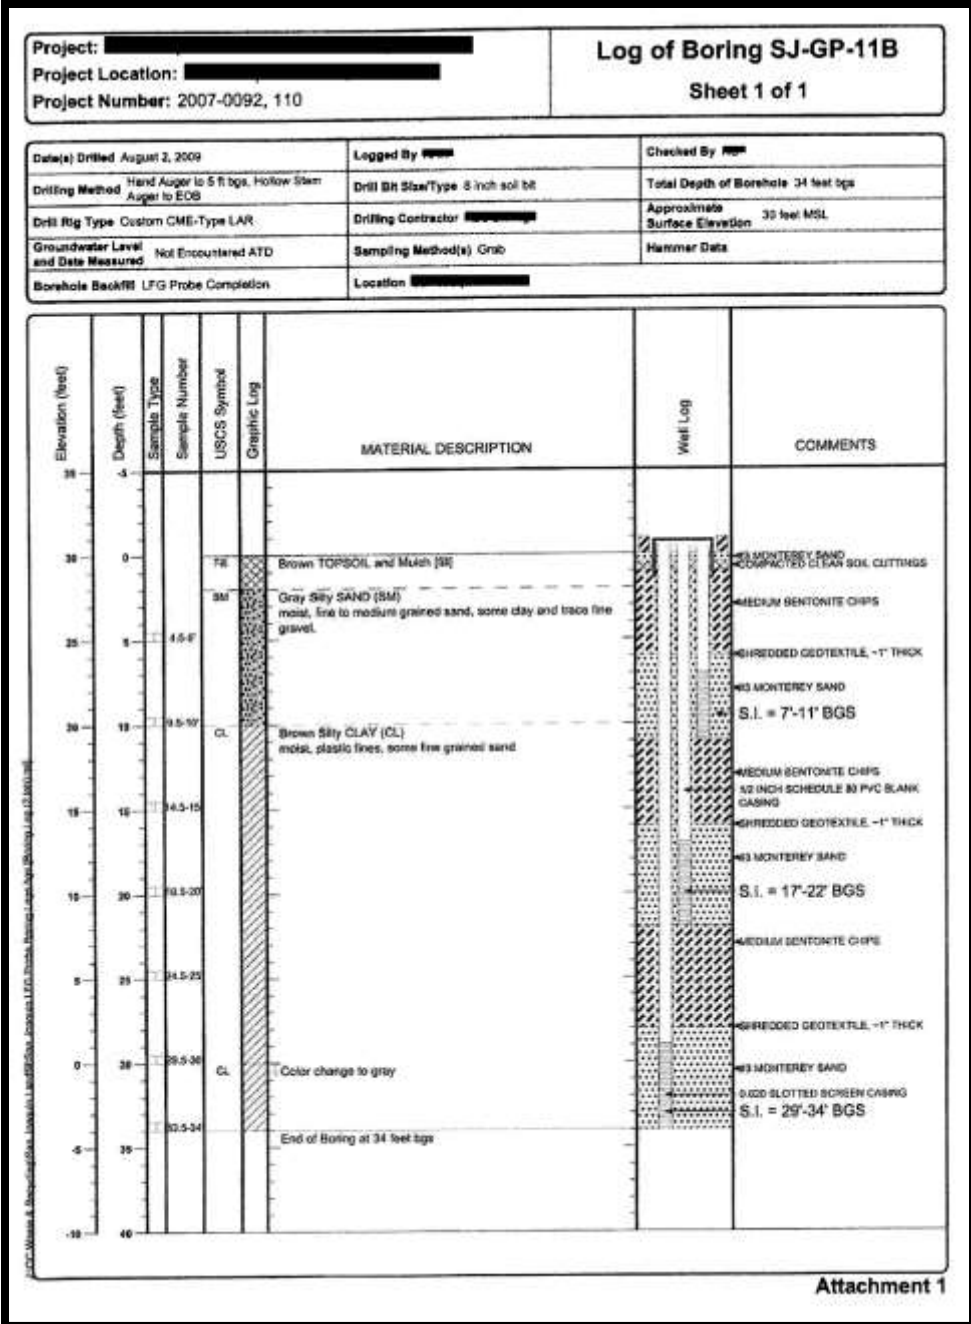 Project:
Project Location:
Project Number: 2007-0092, 110
Log of Boring SJ-GP-11B
Sheet 1 of 1
Date(s) Drilled August 2, 2009
Logged By
Checked By
Drilling Method Hand Auger to 5 ft bgs, Hollow Stem Auger to EOB
Drill Bit Size/Type 8 inch soil bit
Total Depth of Borehole 34 feet bgs
Drill Rig Type Custom CME-Type LAR
Drilling Contractor
Approximate Surface Elevation 30 feet MSL
Groundwater Level and Date Measured Not Encountered ATD
Sampling Method(s) Grab
Hammer Data
Borehole Backfill LFG Probe Completion
Location
Elevation (feet)
Depth (feet)
Sample Type
Sample Number
USCS Symbol
Graphic Log
MATERIAL DESCRIPTION
Well Log
COMMENTS
35 -5
30 0
Fill
Brown TOPSOIL and Mulch [fill]
#3 MONTEREY SAND
COMPACTED CLEAN SOIL CUTTINGS
SM
Gray Silty SAND (SM)
moist, fine to medium grained sand, some clay and trace fine
gravel.
MEDIUM BENTONITE CHIPS
25 5
4.5-5'
SHREDDED GEOTEXTILE, ~1" THICK
#3 MONTEREY SAND
S.I. = 7'-11' BGS
20 10
9.5-10'
CL
Brown Silty CLAY (CL)
moist, plastic fines, some fine grained sand
MEDIUM BENTONITE CHIPS
1/2 INCH SCHEDULE 80 PVC BLANK
CASING
15 15
14.5-15'
SHREDDED GEOTEXTILE, ~1" THICK
#3 MONTEREY SAND
10 20
19.5-20'
S.I. = 17'-22' BGS
MEDIUM BENTONITE CHIPS
5 25
24.5-25'
SHREDDED GEOTEXTILE, ~1" THICK
0 30
29.5-30'
CL
Color change to gray
#3 MONTEREY SAND
0.020 SLOTTED SCREEN CASING
S.I. = 29'-34' BGS
End of Boring at 34 feet bgs
-5 35
-10 40
Attachment 1